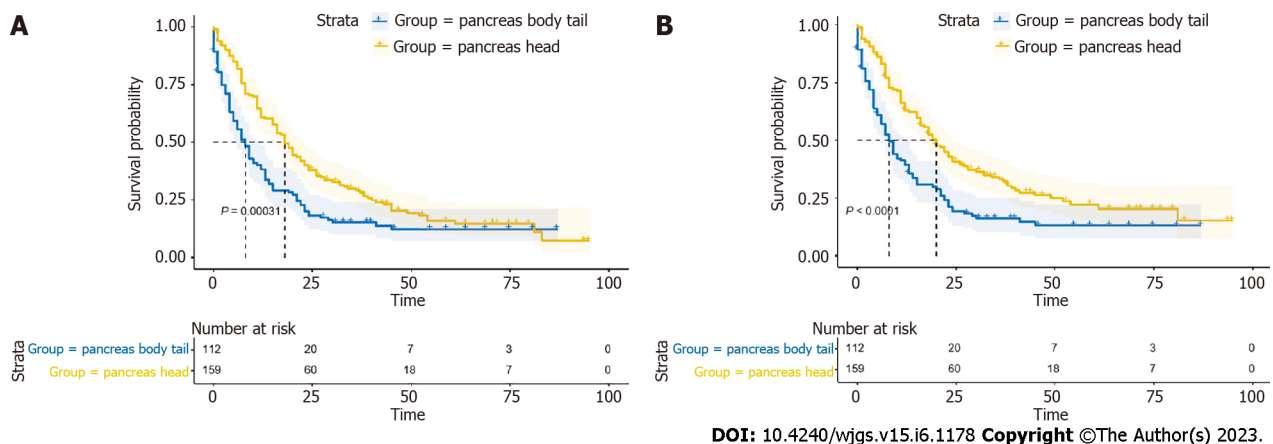 A
Strata
Group = pancreas body tail
Group = pancreas head
Survival probability
1.00
0.75
0.50
0.25
0.00
P = 0.00031
0
25
50
75
100
Time
Number at risk
Strata
Group = pancreas body tail
112
20
7
3
0
Group = pancreas head
159
60
18
7
0
0
25
50
75
100
Time
B
Strata
Group = pancreas body tail
Group = pancreas head
Survival probability
1.00
0.75
0.50
0.25
0.00
P < 0.0001
0
25
50
75
100
Time
Number at risk
Strata
Group = pancreas body tail
112
20
7
3
0
Group = pancreas head
159
60
18
7
0
0
25
50
75
100
Time
DOI: 10.4240/wjgs.v15.i6.1178 Copyright ©The Author(s) 2023.